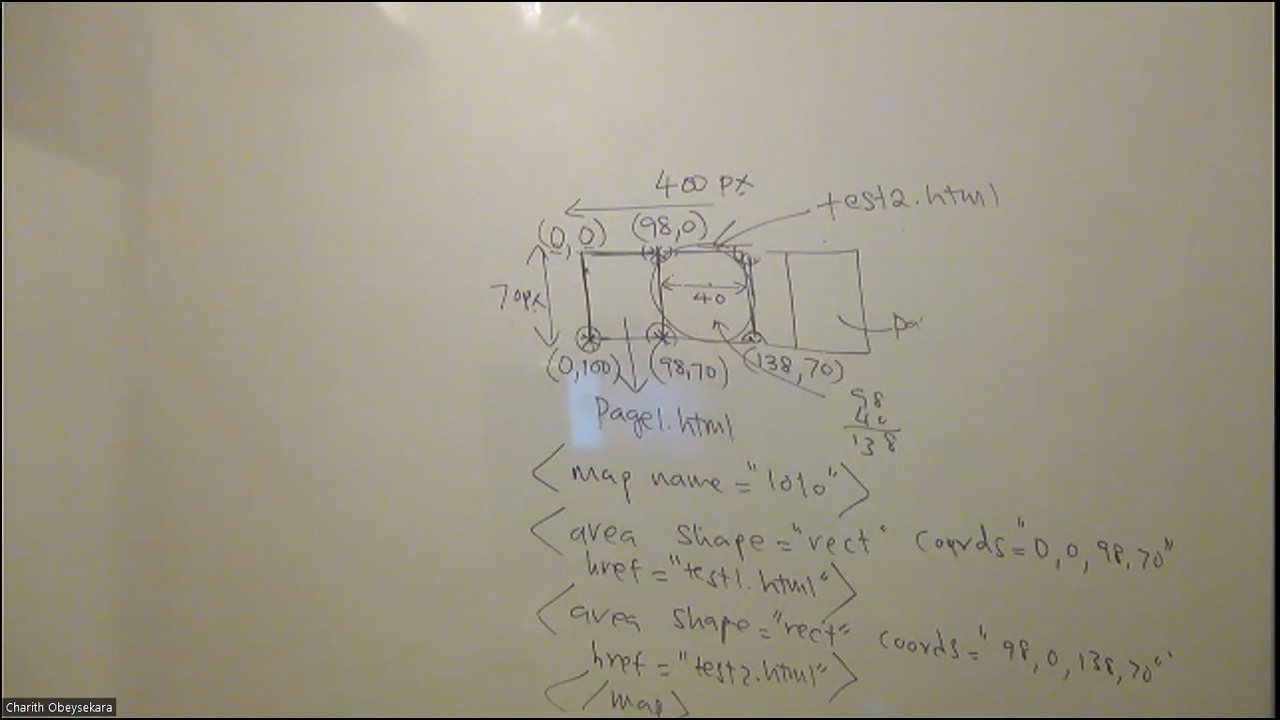 400 px
test2.html
(0,0) (98,0)
70px
40
(0,100) (98,70) (138,70)
98
40
138
Page1.html
<map name="1010">
<area shape="rect" coords="0,0,98,70"
href="test1.html">
<area shape="rect" coords="98,0,138,70"
href="test2.html">
</map>
Charith Obeysekara